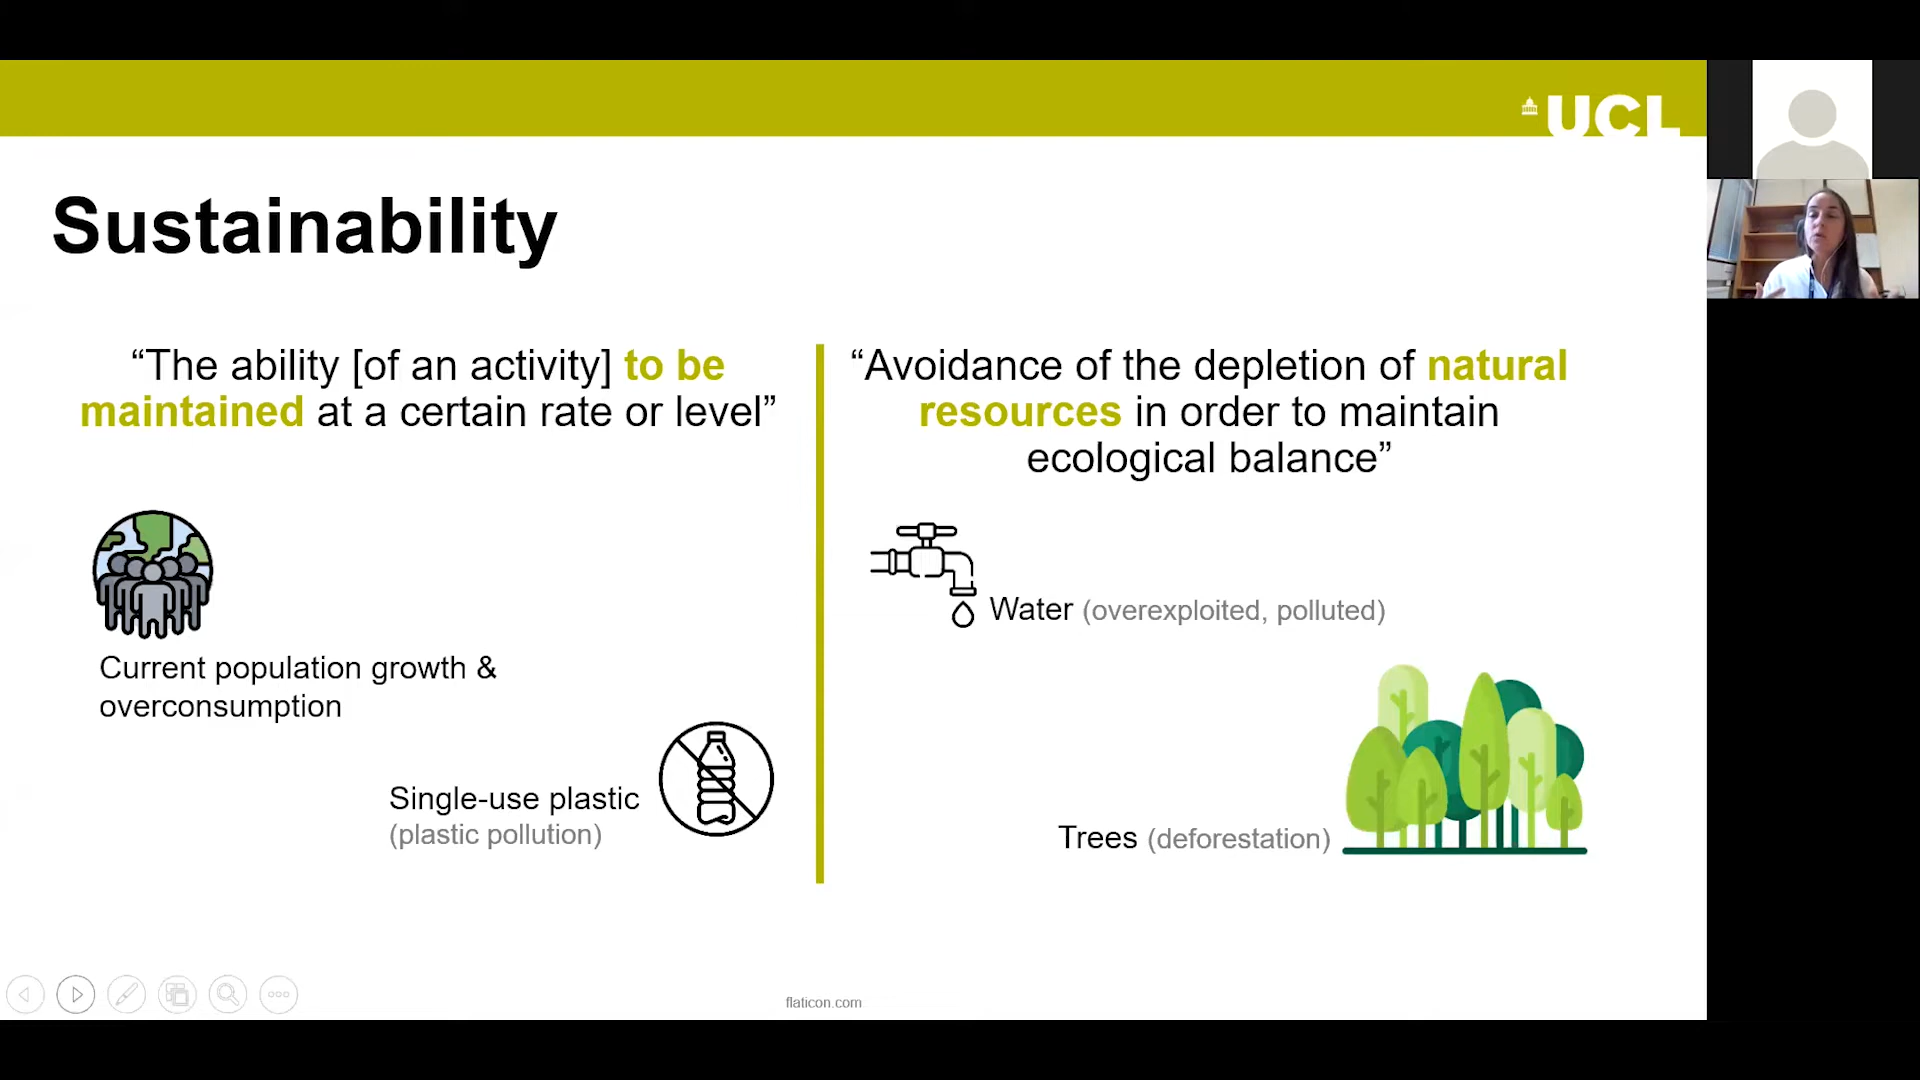 UCL
Sustainability
“The ability [of an activity] to be
maintained at a certain rate or level”
Current population growth &
overconsumption
Single-use plastic
(plastic pollution)
“Avoidance of the depletion of natural
resources in order to maintain
ecological balance”
Water (overexploited, polluted)
Trees (deforestation)
flaticon.com